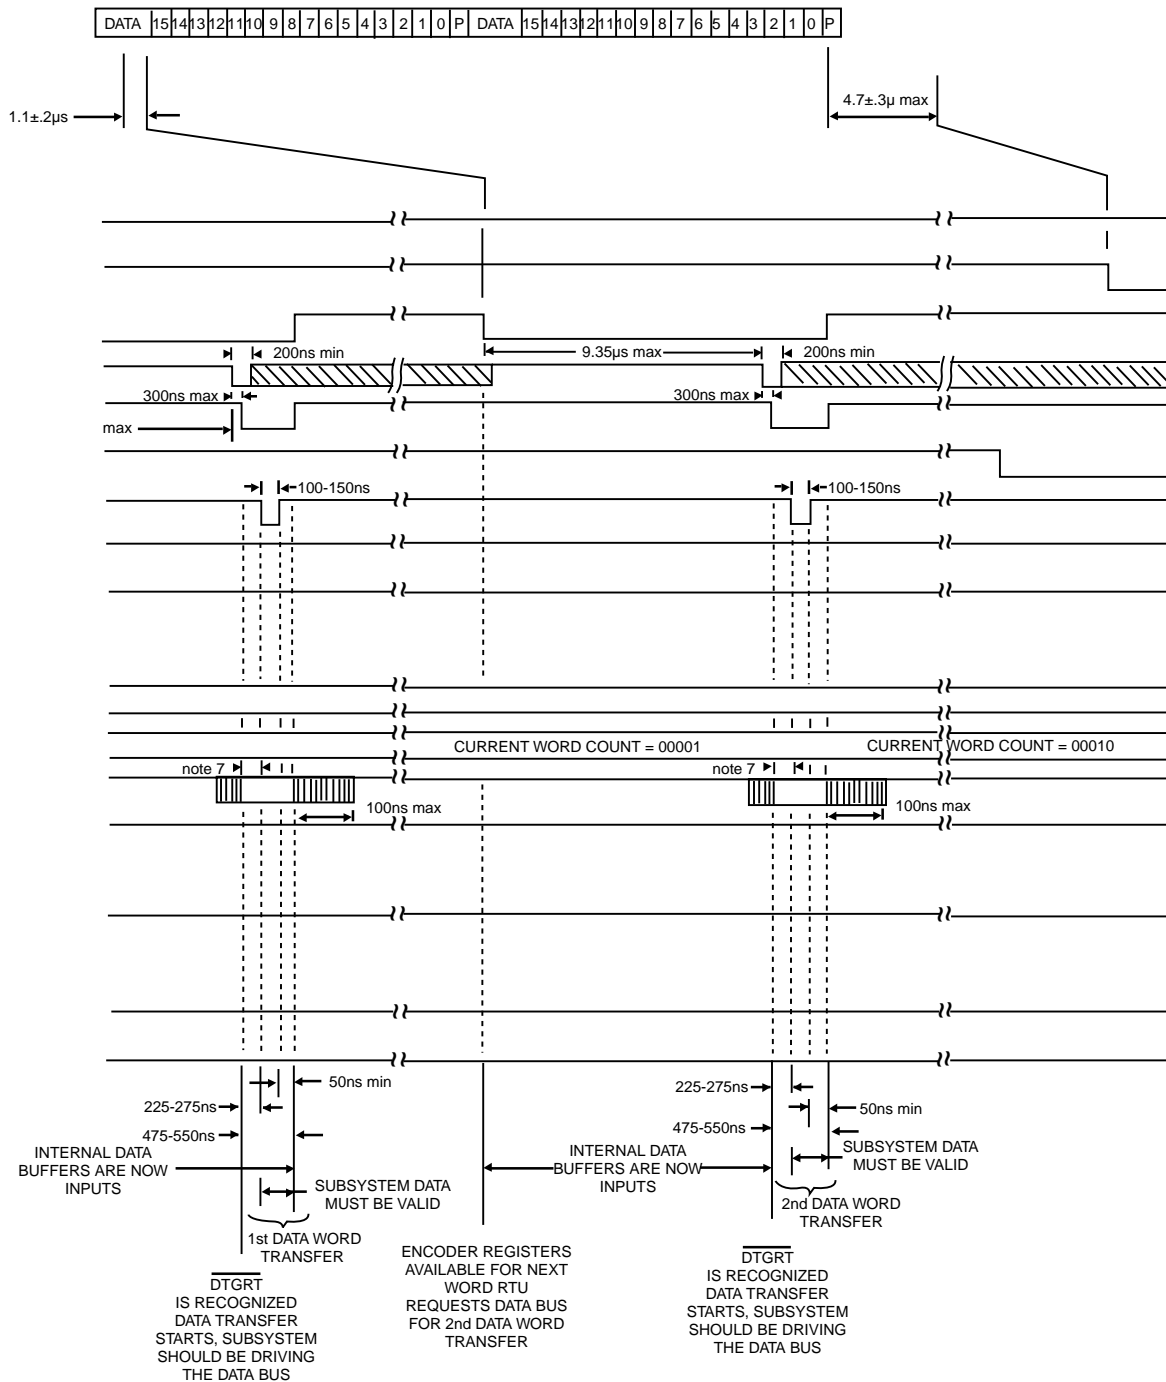 DATA 15 14 13 12 11 10 9 8 7 6 5 4 3 2 1 0 P DATA 15 14 13 12 11 10 9 8 7 6 5 4 3 2 1 0 P
1.1±.2µs
4.7±.3µ max
200ns min
9.35µs max
200ns min
300ns max
300ns max
max
100-150ns
100-150ns
CURRENT WORD COUNT = 00001
CURRENT WORD COUNT = 00010
note 7
note 7
100ns max
100ns max
50ns min
225-275ns
475-550ns
INTERNAL DATA
BUFFERS ARE NOW
INPUTS
SUBSYSTEM DATA
MUST BE VALID
1st DATA WORD
TRANSFER
DTGRT
IS RECOGNIZED
DATA TRANSFER
STARTS, SUBSYSTEM
SHOULD BE DRIVING
THE DATA BUS
ENCODER REGISTERS
AVAILABLE FOR NEXT
WORD RTU
REQUESTS DATA BUS
FOR 2nd DATA WORD
TRANSFER
INTERNAL DATA
BUFFERS ARE NOW
INPUTS
225-275ns
50ns min
475-550ns
SUBSYSTEM DATA
MUST BE VALID
2nd DATA WORD
TRANSFER
DTGRT
IS RECOGNIZED
DATA TRANSFER
STARTS, SUBSYSTEM
SHOULD BE DRIVING
THE DATA BUS